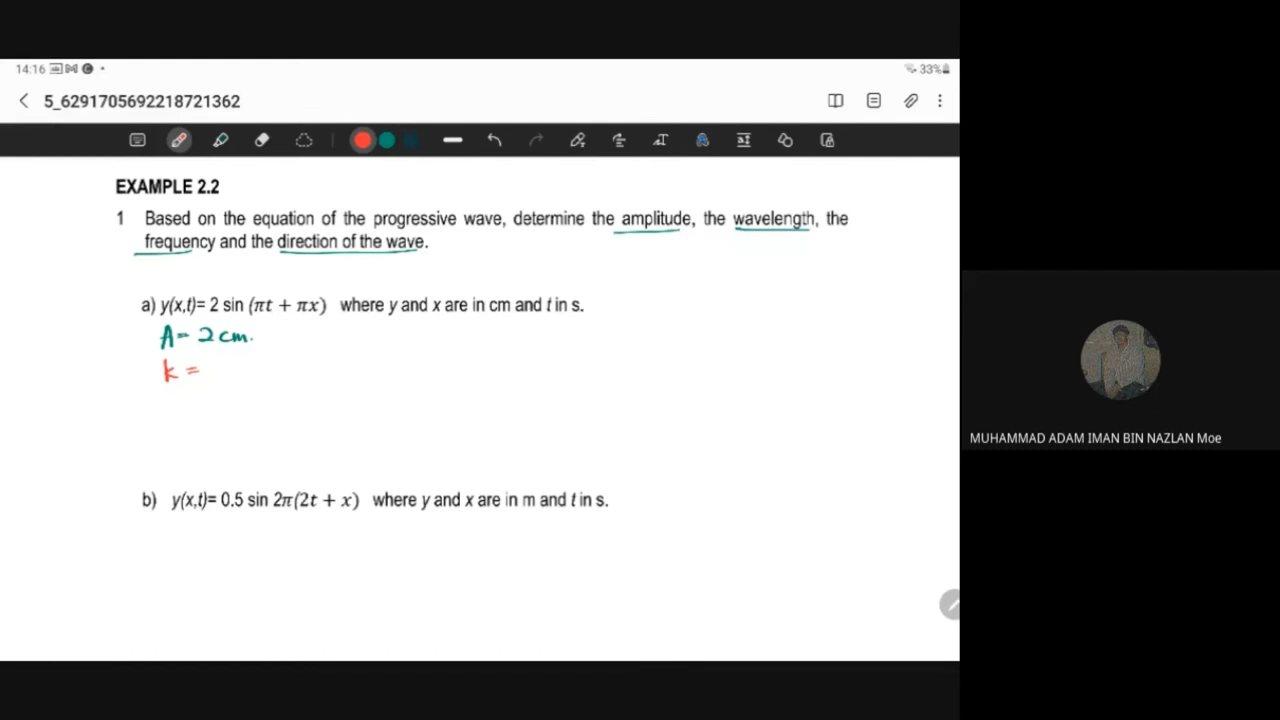 14:16
33%
5_6291705692218721362
EXAMPLE 2.2
1 Based on the equation of the progressive wave, determine the amplitude, the wavelength, the
frequency and the direction of the wave.
a) y(x,t)= 2 sin (πt + πx) where y and x are in cm and t in s.
A = 2 cm.
k =
MUHAMMAD ADAM IMAN BIN NAZLAN Moe
b) y(x,t)= 0.5 sin 2π(2t + x) where y and x are in m and t in s.